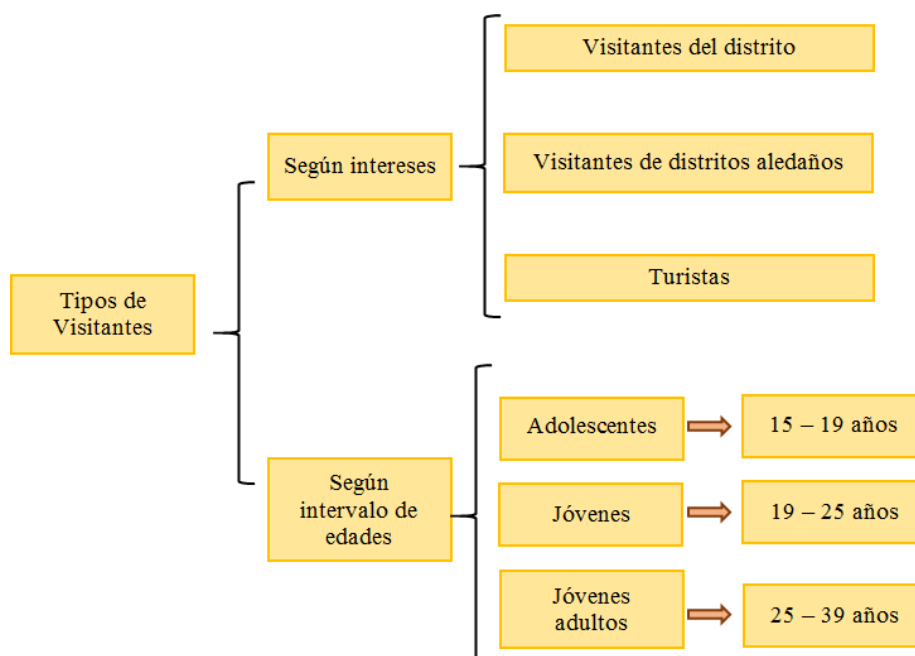 Tipos de
Visitantes
Según intereses
Visitantes del distrito
Visitantes de distritos aledaños
Turistas
Según
intervalo de
edades
Adolescentes
15 – 19 años
Jóvenes
19 – 25 años
Jóvenes
adultos
25 – 39 años